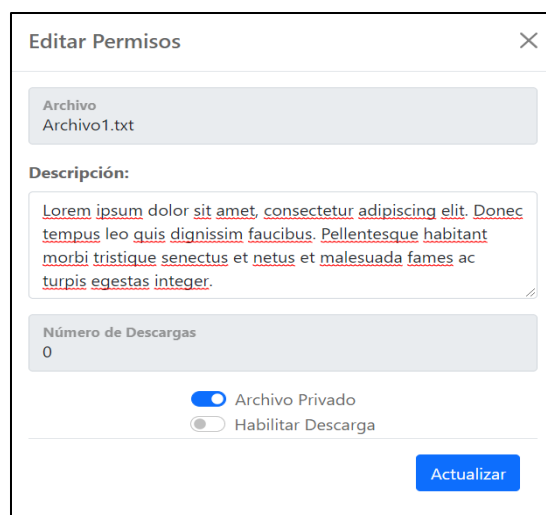 Editar Permisos
Archivo
Archivo1.txt
Descripción:
Lorem ipsum dolor sit amet, consectetur adipiscing elit. Donec
tempus leo quis dignissim faucibus. Pellentesque habitant
morbi tristique senectus et netus et malesuada fames ac
turpis egestas integer.
Número de Descargas
0
Archivo Privado
Habilitar Descarga
Actualizar